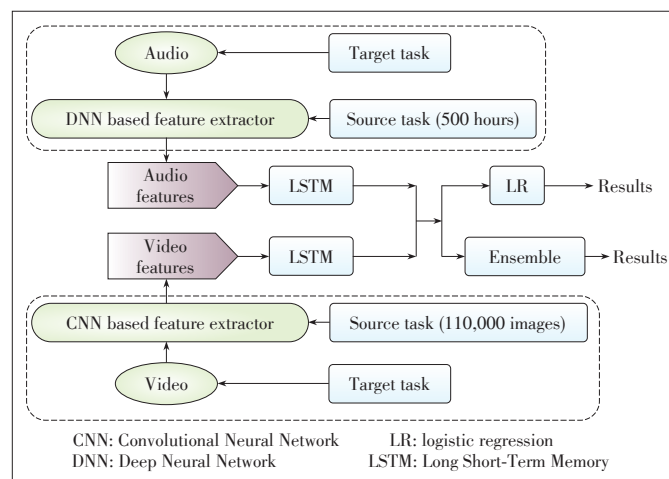 Audio
Target task
DNN based feature extractor
Source task (500 hours)
Audio
features
LSTM
LR
Results
Video
features
LSTM
Ensemble
Results
CNN based feature extractor
Source task (110,000 images)
Video
Target task
CNN: Convolutional Neural Network
LR: logistic regression
DNN: Deep Neural Network
LSTM: Long Short-Term Memory